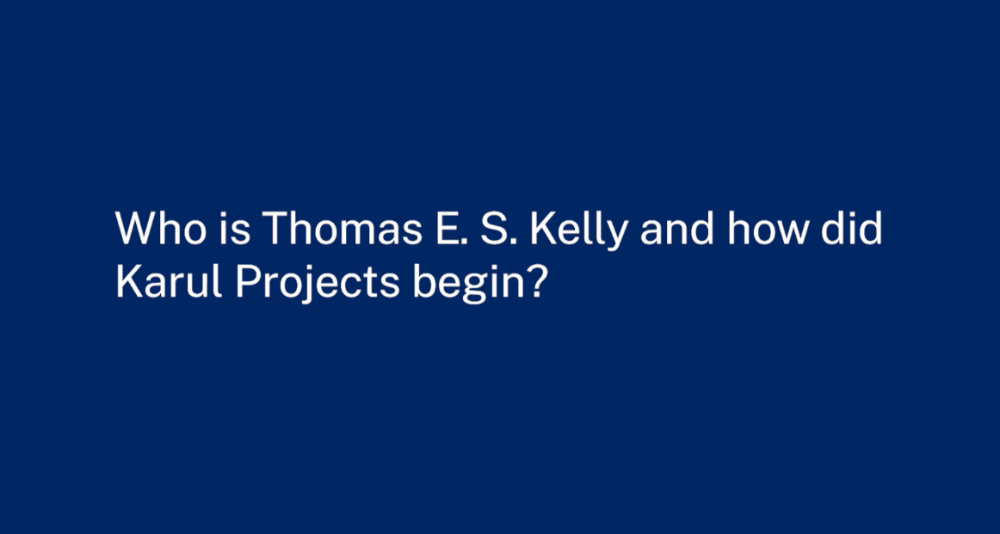 Who is Thomas E. S. Kelly and how did
Karul Projects begin?